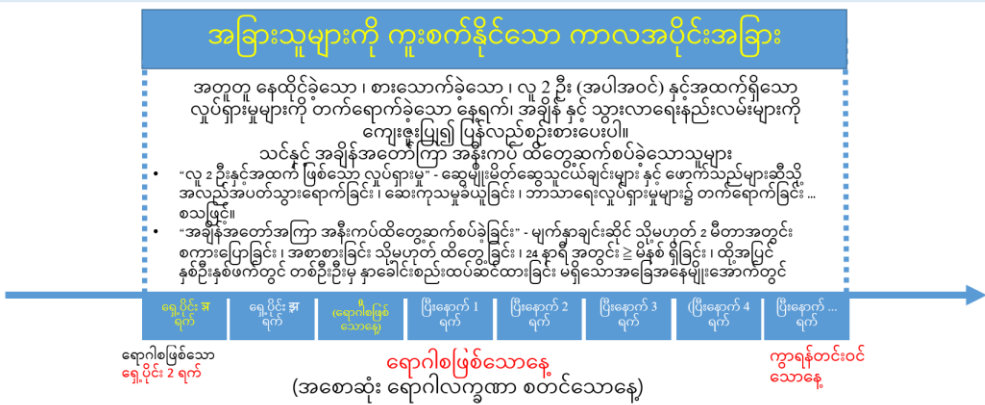 အခြားသူများကို ကူးစက်နိုင်သော ကာလအပိုင်းအခြား
အတူတူ နေထိုင်ခဲ့သော ၊ စားသောက်ခဲ့သော ၊ လူ 2 ဦး (အပါအဝင်) နှင့်အထက်ရှိသော
လှုပ်ရှားမှုများကို တက်ရောက်ခဲ့သော နေ့ရက်၊ အချိန် နှင့် သွားလာရေးနည်းလမ်းများကို
ကျေးဇူးပြု၍ ပြန်လည်စဉ်းစားပေးပါ။
သင်နှင့် အချိန်အတော်ကြာ အနီးကပ် ထိတွေ့ဆက်စပ်ခဲ့သောသူများ
• “လူ 2 ဦးနှင့်အထက် ဖြစ်သော လှုပ်ရှားမှု” - ဆွေမျိုးမိတ်ဆွေသူငယ်ချင်းများ နှင့် ဖောက်သည်များဆီသို့
အလည်အပတ်သွားရောက်ခြင်း ၊ ဆေးကုသမှုခံယူခြင်း ၊ ဘာသာရေးလှုပ်ရှားမှုများ၌ တက်ရောက်ခြင်း ...
စသဖြင့်။
• “အချိန်အတော်အကြာ အနီးကပ်ထိတွေ့ဆက်စပ်ခဲ့ခြင်း” - မျက်နှာချင်းဆိုင် သို့မဟုတ် 2 မီတာအတွင်း
စကားပြောခြင်း ၊ အစာစားခြင်း သို့မဟုတ် ထိတွေ့ခြင်း ၊ 24 နာရီ အတွင်း ≧ မိနစ် ရှိခြင်း ၊ ထို့အပြင်
နှစ်ဦးနှစ်ဖက်တွင် တစ်ဦးဦးမှ နှာခေါင်းစည်းတပ်ဆင်ထားခြင်း မရှိသောအခြေအနေမျိုးအောက်တွင်
ရှေ့ပိုင်း ရက်
ရှေ့ပိုင်း ရက်
(ရောဂါစဖြစ်သောနေ့)
ပြီးနောက် 1 ရက်
ပြီးနောက် 2 ရက်
ပြီးနောက် 3 ရက်
(ပြီးနောက် 4 ရက်
ပြီးနောက် ... ရက်
ရောဂါစဖြစ်သော
ရှေ့ပိုင်း 2 ရက်
ရောဂါစဖြစ်သောနေ့
(အစောဆုံး ရောဂါလက္ခဏာ စတင်သောနေ့)
ကွာရန်တင်းဝင်
သောနေ့